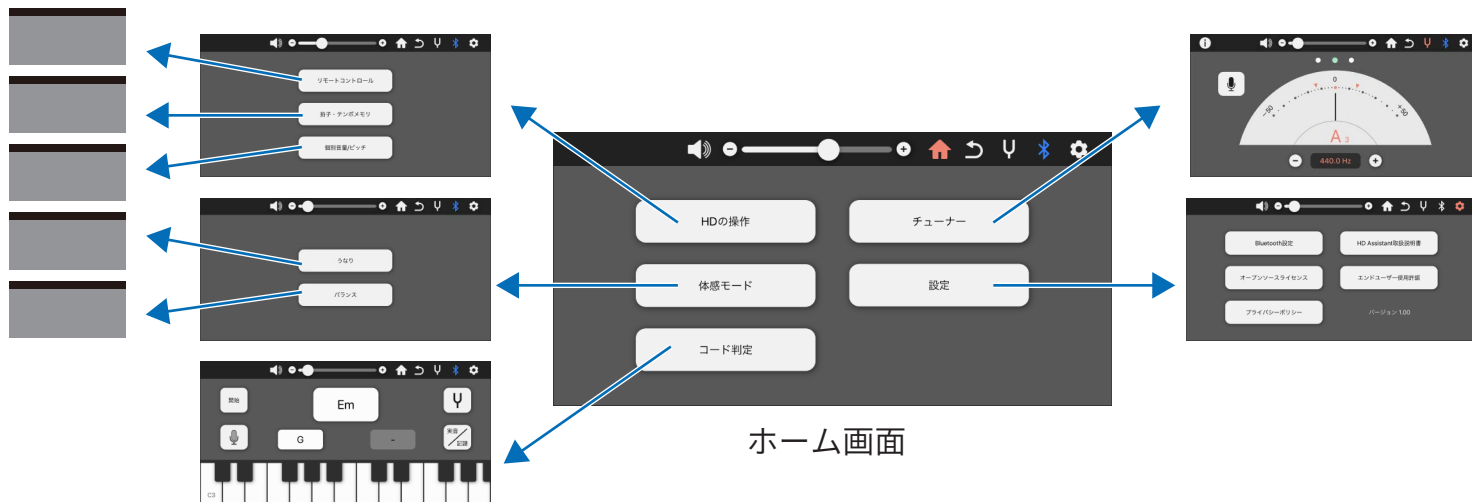 リモートコントロール
拍子・テンポメモリ
個別音量/ピッチ
うなり
バランス
開始
Em
G
-
実音
記譜
C3
HDの操作
チューナー
体感モード
設定
コード判定
ホーム画面
-50
0
+50
A3
440.0 Hz
Bluetooth設定
HD Assistant取扱説明書
オープンソースライセンス
エンドユーザー使用許諾
プライバシーポリシー
バージョン 1.00